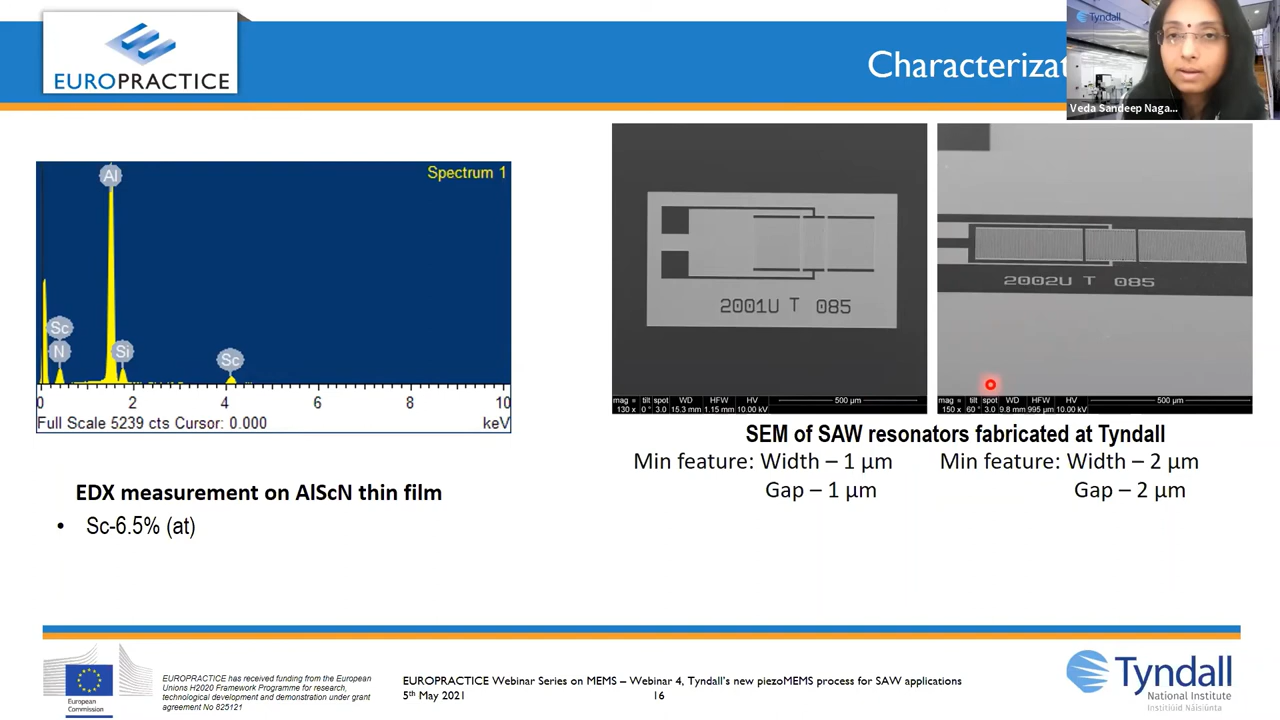 EUROPRACTICE
Characterizat
Tyndall
Veda Sandeep Naga...
Spectrum 1
Al
Sc
N
Si
Sc
0 2 4 6 8 10
Full Scale 5239 cts Cursor: 0.000 keV
EDX measurement on AlScN thin film
• Sc-6.5% (at)
2001U T 085
mag tilt spot WD HFW HV 500 µm
130 x 0° 3.0 15.3 mm 1.15 mm 10.00 kV
2002U T 085
mag tilt spot WD HFW HV 500 µm
150 x 60° 3.0 9.8 mm 995 µm 10.00 kV
SEM of SAW resonators fabricated at Tyndall
Min feature: Width – 1 µm
Gap – 1 µm
Min feature: Width – 2 µm
Gap – 2 µm
European
Commission
EUROPRACTICE has received funding from the European
Unions H2020 Framework Programme for research,
technological development and demonstration under grant
agreement No 825121
EUROPRACTICE Webinar Series on MEMS – Webinar 4, Tyndall's new piezoMEMS process for SAW applications
5th May 2021 16
Tyndall
National Institute
Institiúid Náisiúnta